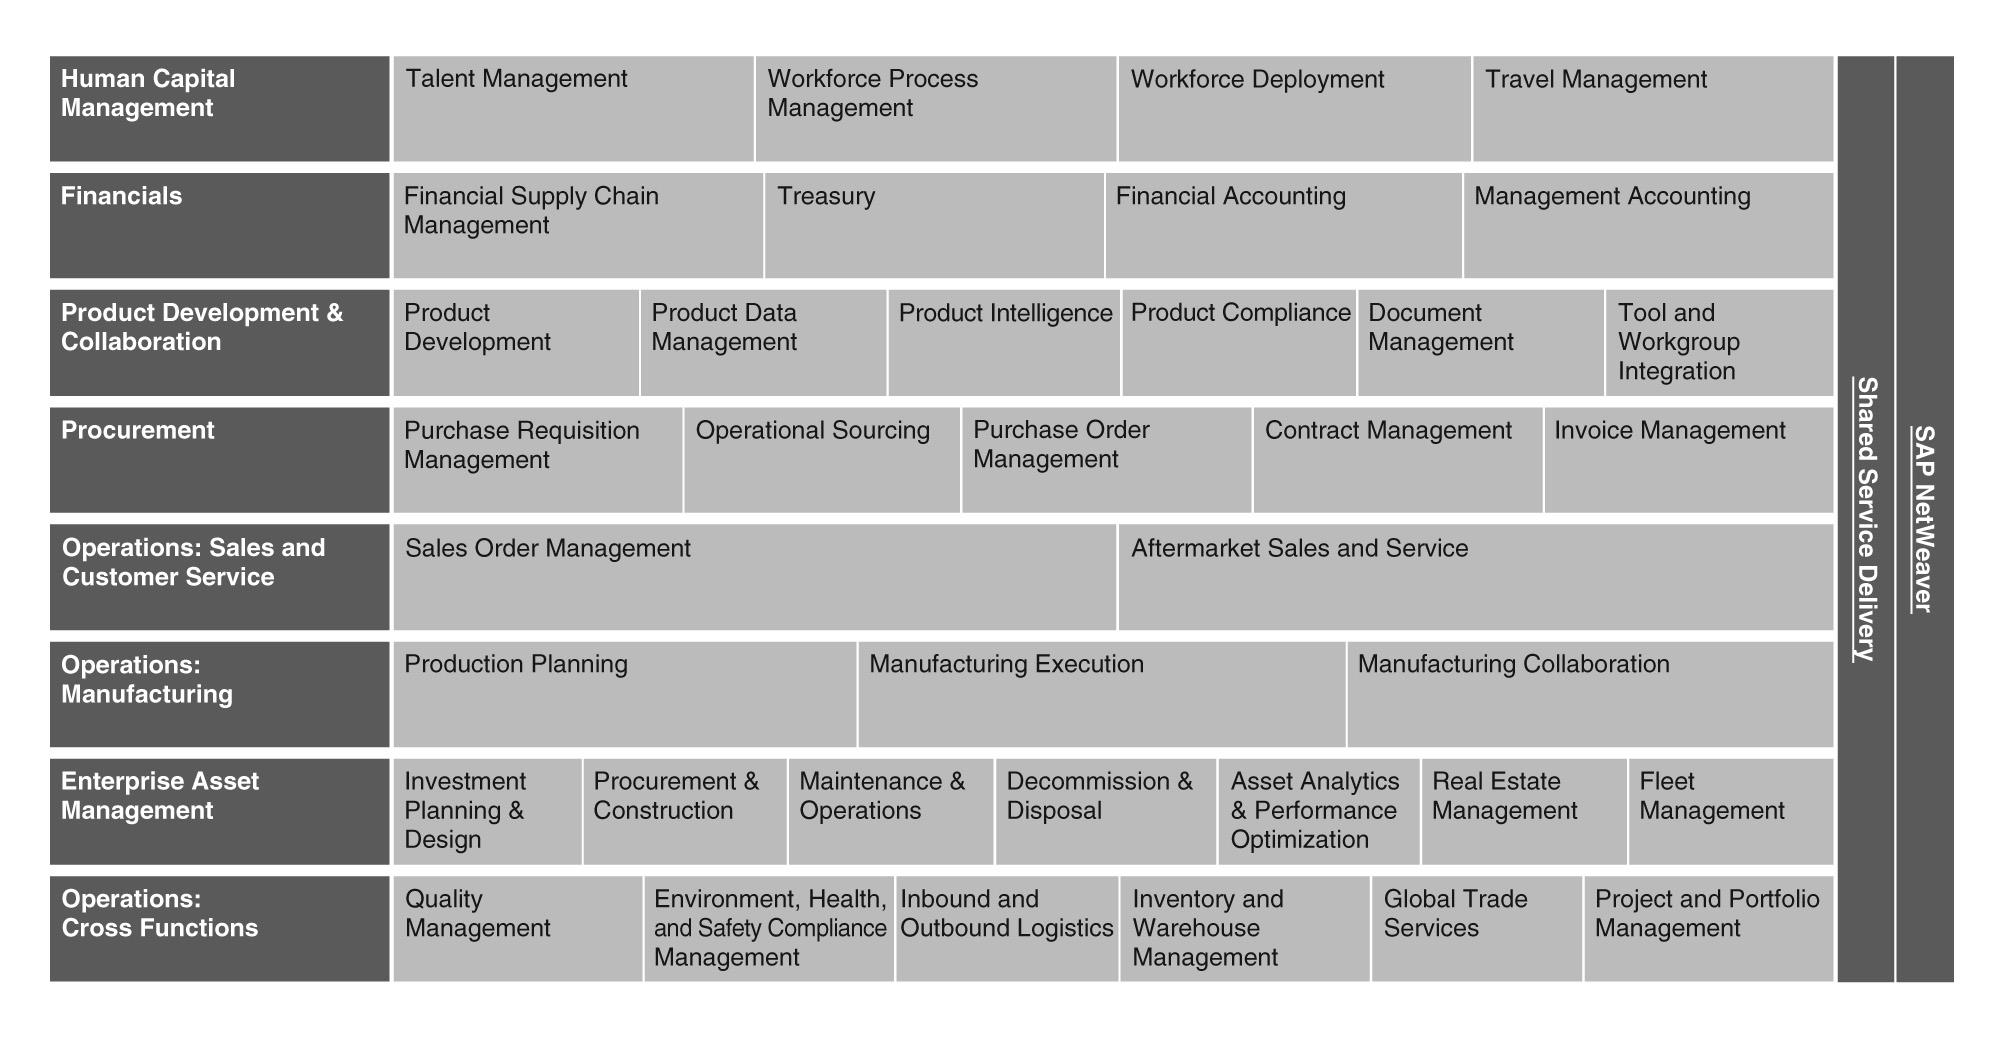 Human Capital
Management
Talent Management
Workforce Process
Management
Workforce Deployment
Travel Management
Financials
Financial Supply Chain
Management
Treasury
Financial Accounting
Management Accounting
Product Development &
Collaboration
Product
Development
Product Data
Management
Product Intelligence
Product Compliance
Document
Management
Tool and
Workgroup
Integration
Procurement
Purchase Requisition
Management
Operational Sourcing
Purchase Order
Management
Contract Management
Invoice Management
Operations: Sales and
Customer Service
Sales Order Management
Aftermarket Sales and Service
Operations:
Manufacturing
Production Planning
Manufacturing Execution
Manufacturing Collaboration
Enterprise Asset
Management
Investment
Planning &
Design
Procurement &
Construction
Maintenance &
Operations
Decommission &
Disposal
Asset Analytics
& Performance
Optimization
Real Estate
Management
Fleet
Management
Operations:
Cross Functions
Quality
Management
Environment, Health,
and Safety Compliance
Management
Inbound and
Outbound Logistics
Inventory and
Warehouse
Management
Global Trade
Services
Project and Portfolio
Management
Shared Service Delivery
SAP NetWeaver